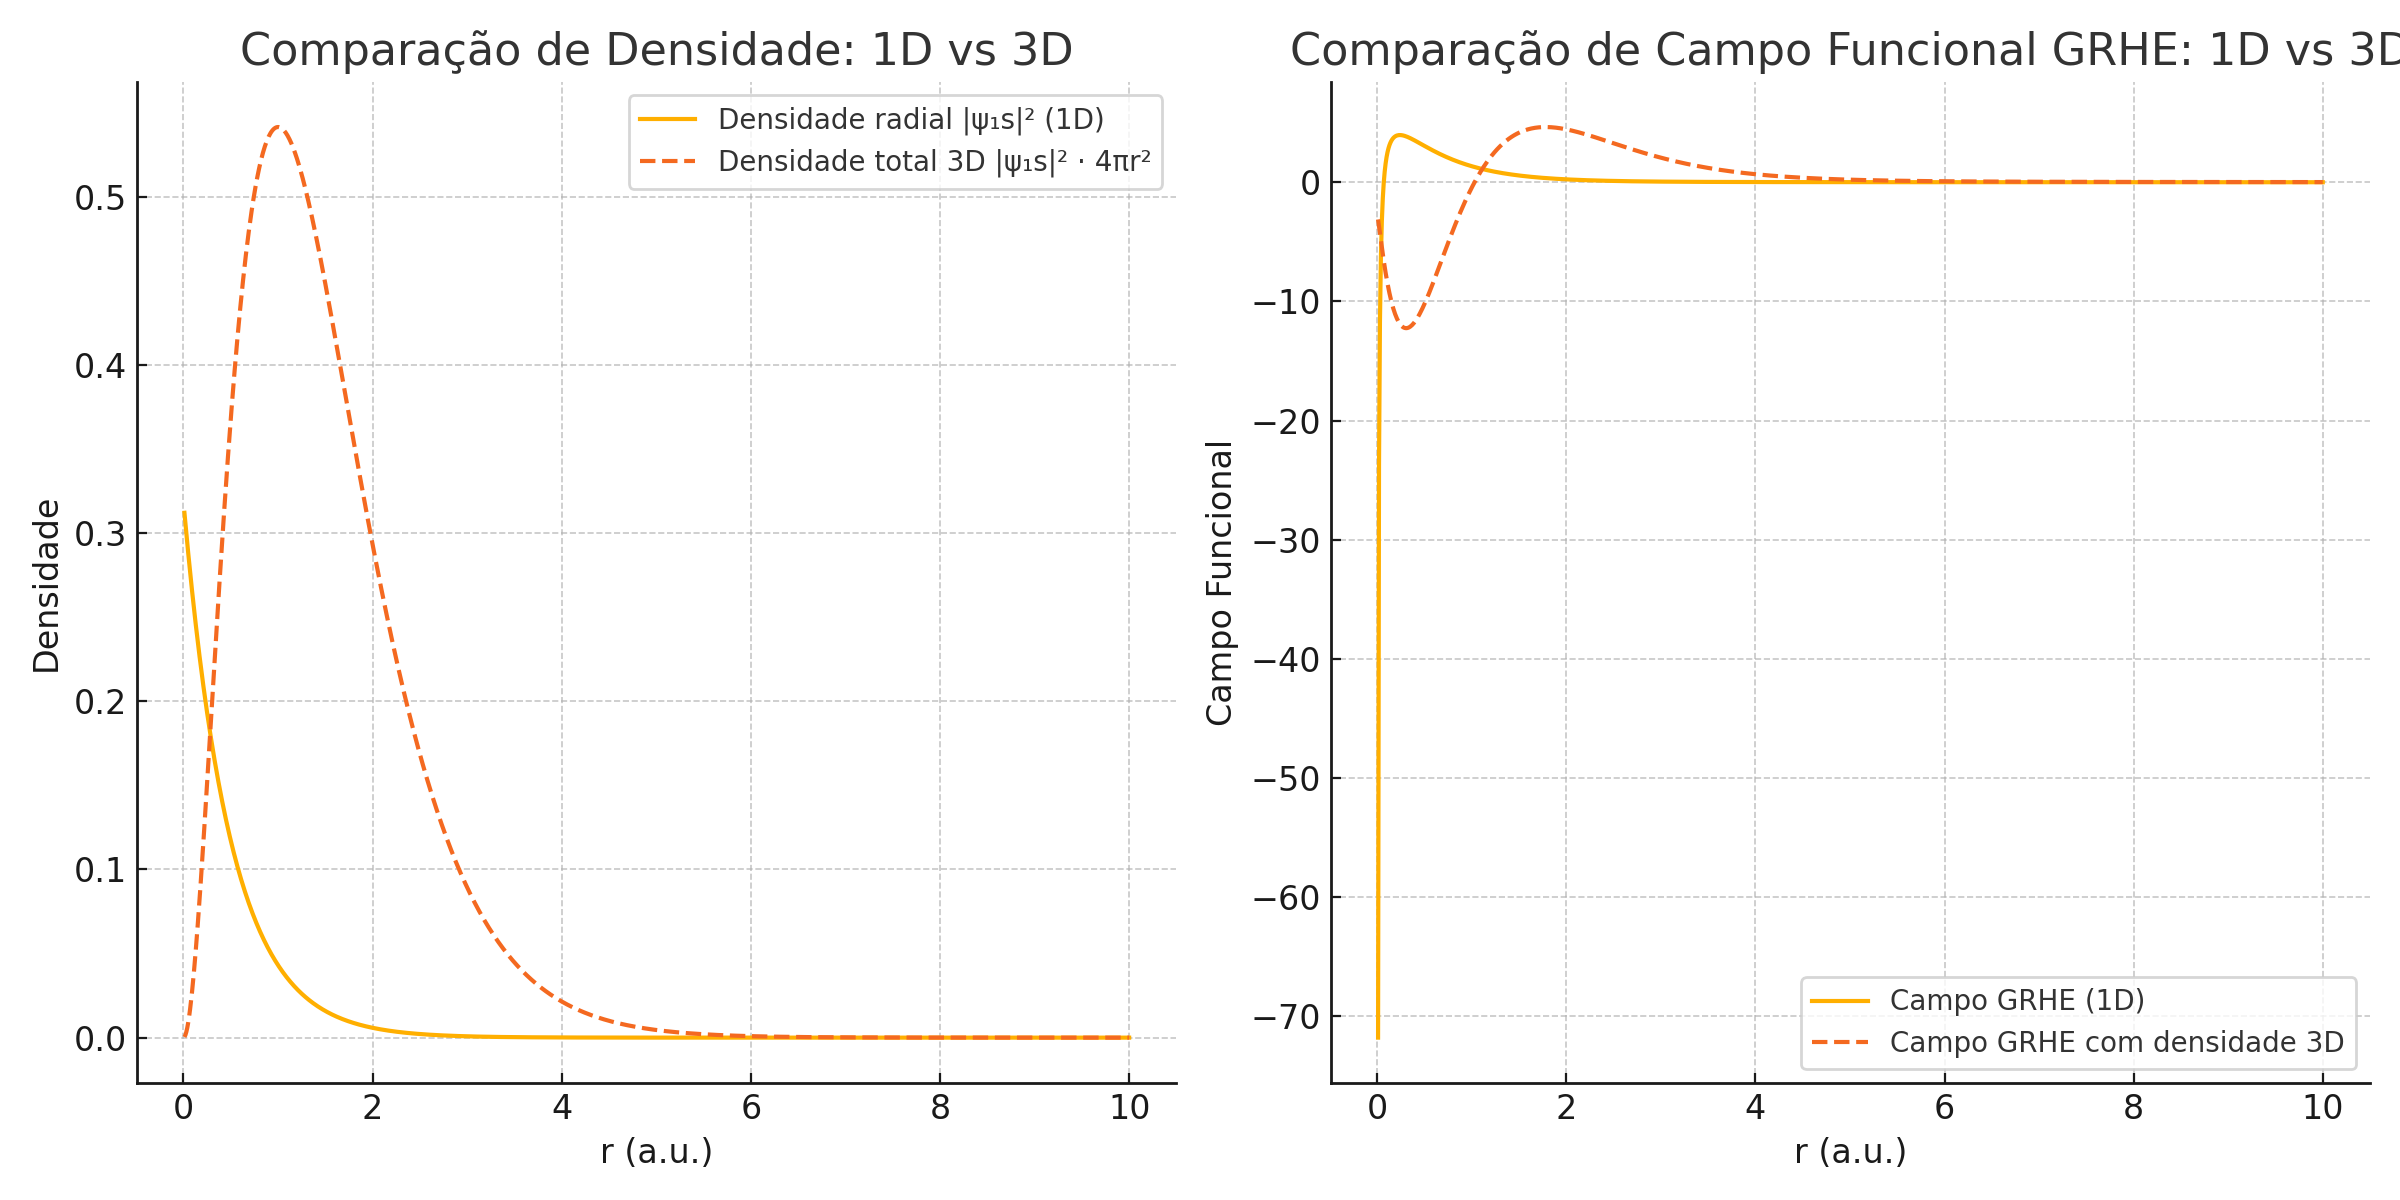 Comparação de Densidade: 1D vs 3D
Densidade radial |ψ₁s|² (1D)
Densidade total 3D |ψ₁s|² · 4πr²
Densidade
0.5
0.4
0.3
0.2
0.1
0.0
0 2 4 6 8 10
r (a.u.)
Comparação de Campo Funcional GRHE: 1D vs 3D
Campo Funcional
0
−10
−20
−30
−40
−50
−60
−70
Campo GRHE (1D)
Campo GRHE com densidade 3D
0 2 4 6 8 10
r (a.u.)